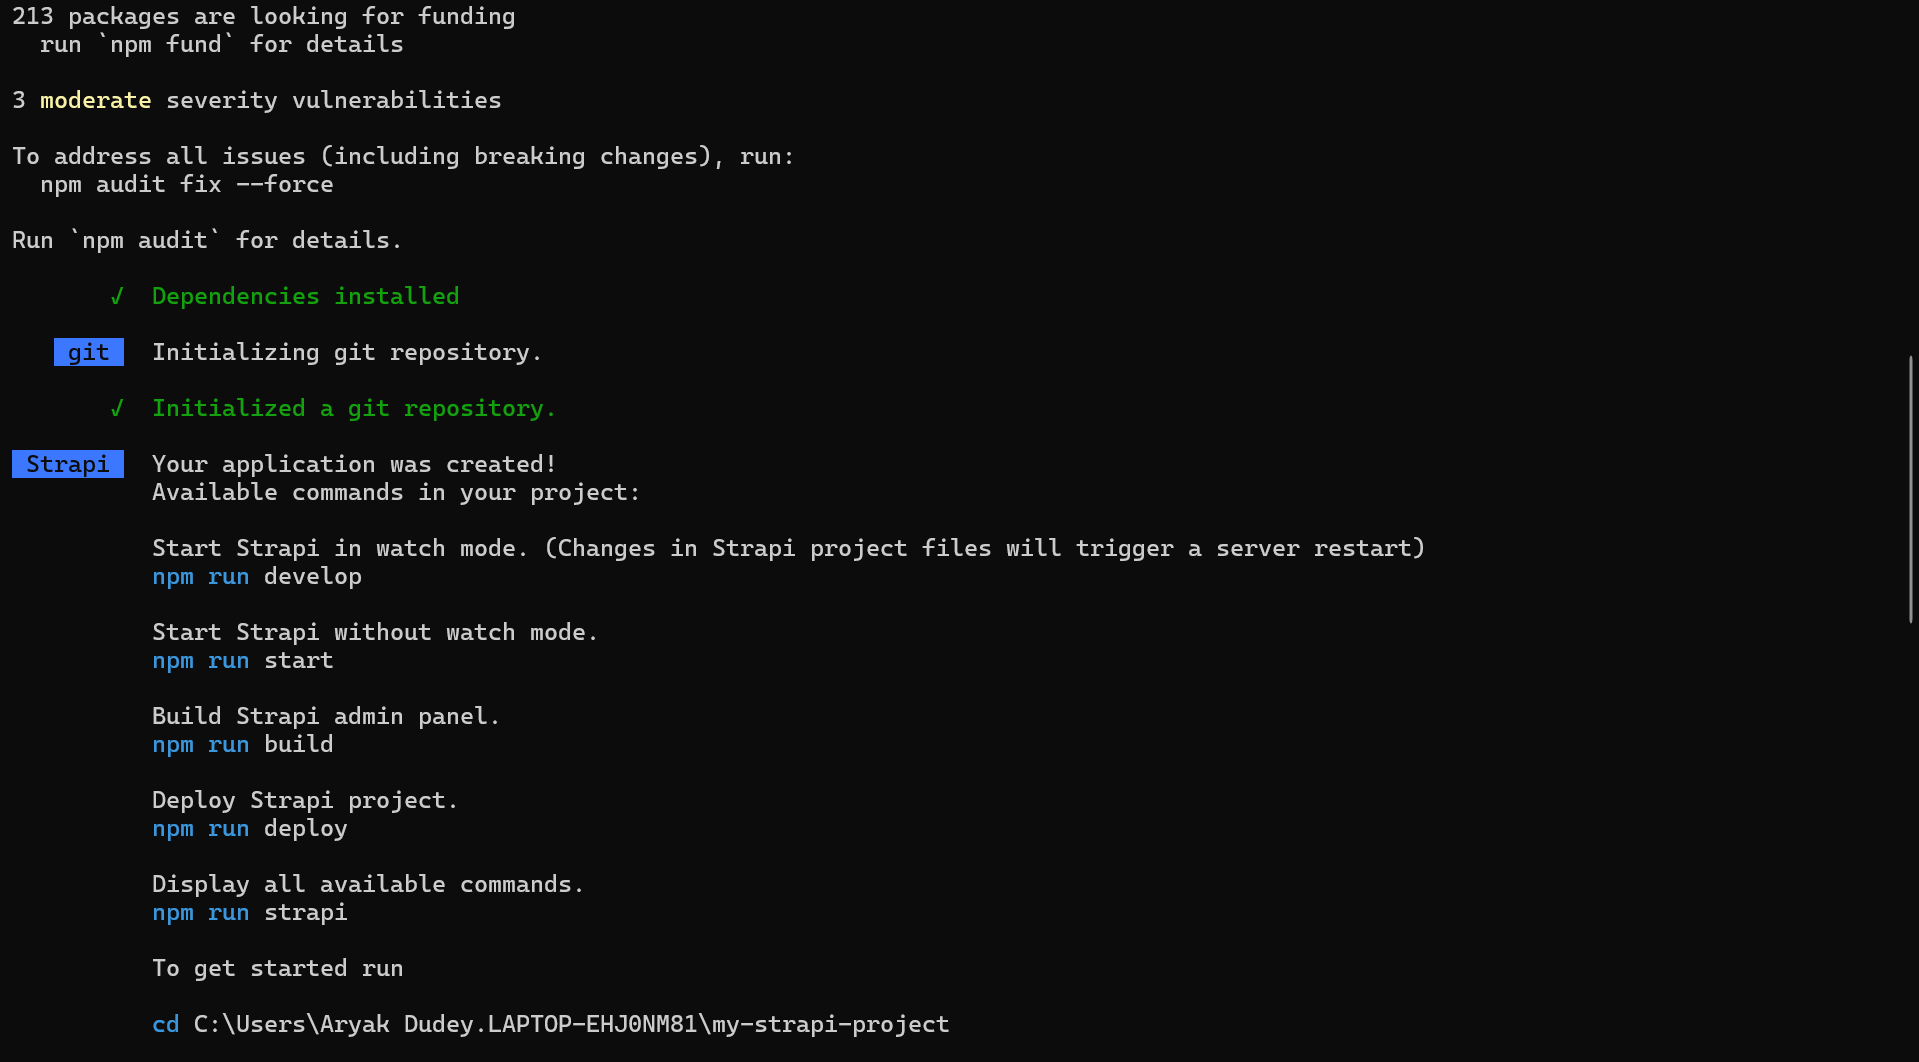 213 packages are looking for funding
  run `npm fund` for details
3 moderate severity vulnerabilities
To address all issues (including breaking changes), run:
  npm audit fix --force
Run `npm audit` for details.
✓ Dependencies installed
git Initializing git repository.
✓ Initialized a git repository.
Strapi Your application was created!
Available commands in your project:
Start Strapi in watch mode. (Changes in Strapi project files will trigger a server restart)
npm run develop
Start Strapi without watch mode.
npm run start
Build Strapi admin panel.
npm run build
Deploy Strapi project.
npm run deploy
Display all available commands.
npm run strapi
To get started run
cd C:\Users\Aryak Dudey.LAPTOP-EHJ0NM81\my-strapi-project